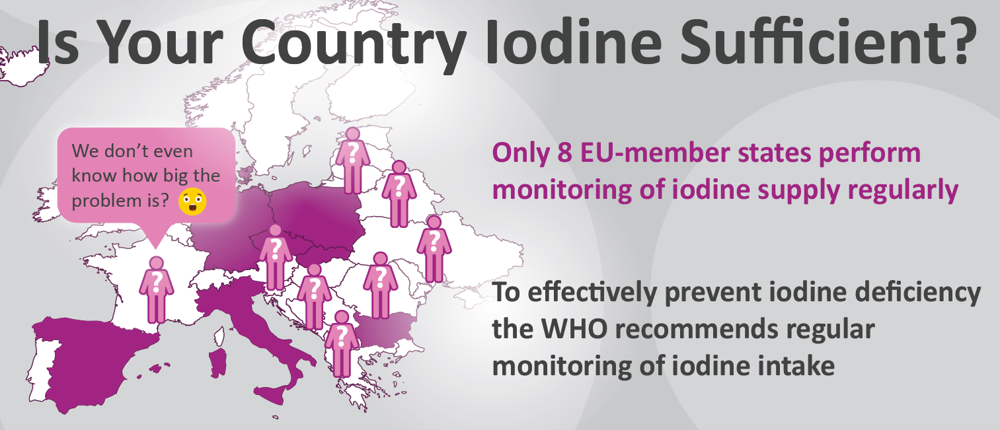 Is Your Country Iodine Sufficient?
We don’t even
know how big the
problem is? 😲
Only 8 EU-member states perform
monitoring of iodine supply regularly
To effectively prevent iodine deficiency
the WHO recommends regular
monitoring of iodine intake
?
?
?
?
?
?
?
?